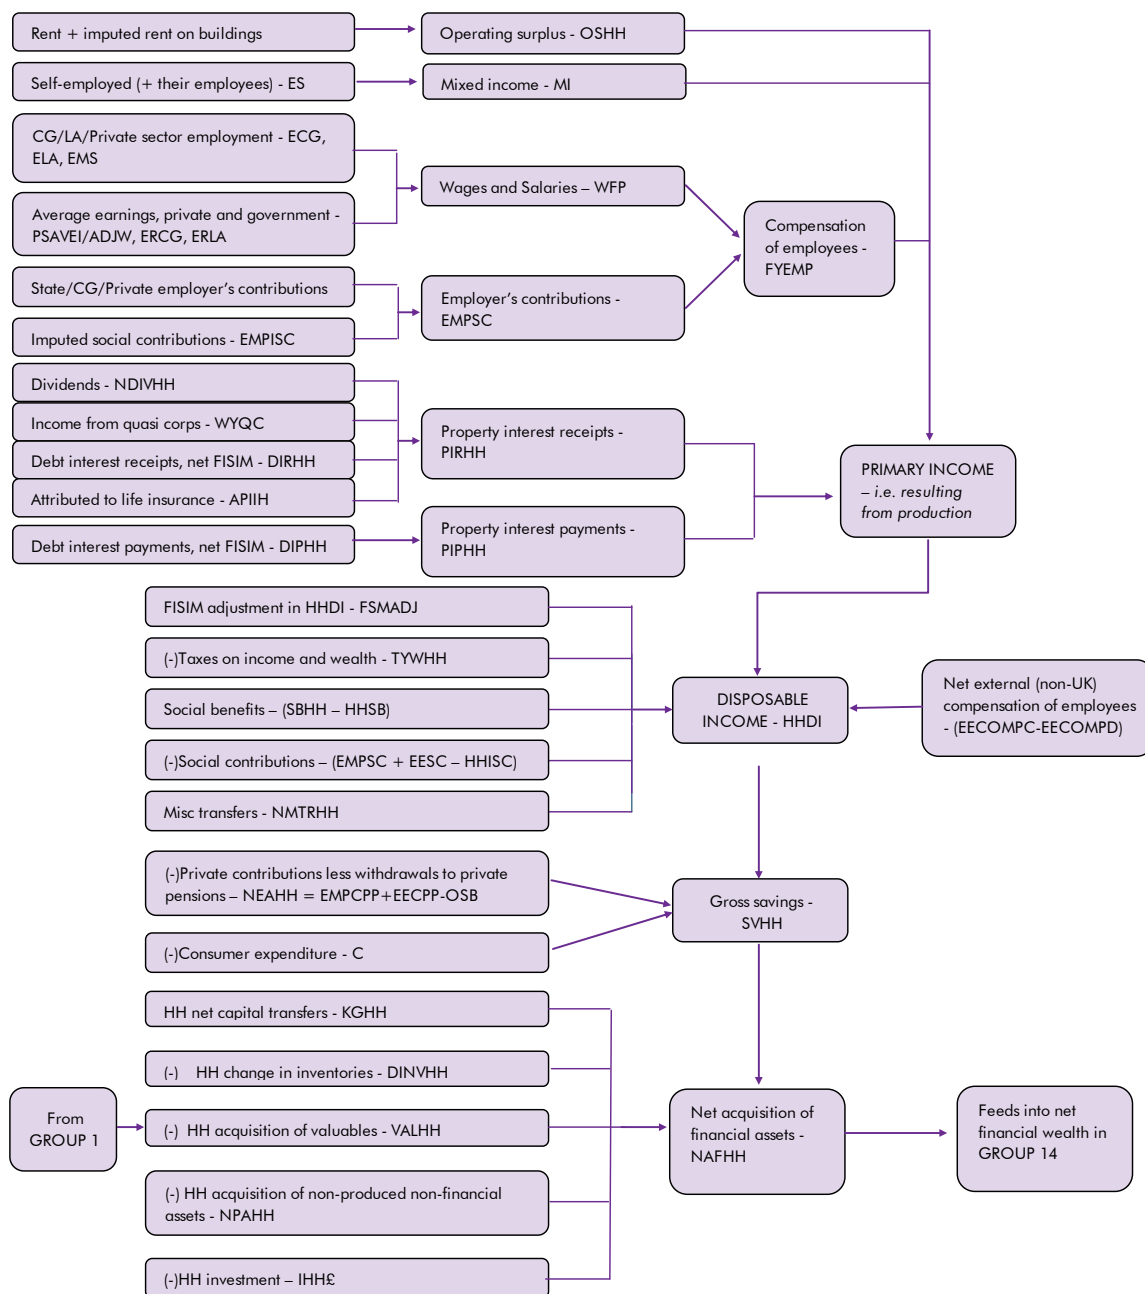 Rent + imputed rent on buildings
Operating surplus - OSHH
Self-employed (+ their employees) - ES
Mixed income - MI
CG/LA/Private sector employment - ECG,
ELA, EMS
Wages and Salaries – WFP
Average earnings, private and government -
PSAVEI/ADJW, ERCG, ERLA
Compensation
of employees -
FYEMP
State/CG/Private employer's contributions
Employer's contributions -
EMPSC
Imputed social contributions - EMPISC
Dividends - NDIVHH
Income from quasi corps - WYQC
Property interest receipts -
PIRHH
Debt interest receipts, net FISIM - DIRHH
Attributed to life insurance - APIIH
PRIMARY INCOME
– i.e. resulting
from production
Property interest payments -
PIPHH
Debt interest payments, net FISIM - DIPHH
FISIM adjustment in HHDI - FSMADJ
(-)Taxes on income and wealth - TYWHH
Social benefits – (SBHH – HHSB)
(-)Social contributions – (EMPSC + EESC – HHISC)
Misc transfers - NMTRHH
DISPOSABLE
INCOME - HHDI
Net external (non-UK)
compensation of employees
- (EECOMPC-EECOMPD)
(-)Private contributions less withdrawals to private
pensions – NEAHH = EMPCPP+EECPP-OSB
(-)Consumer expenditure - C
Gross savings -
SVHH
HH net capital transfers - KGHH
(-) HH change in inventories - DINVHH
From
GROUP 1
(-) HH acquisition of valuables - VALHH
(-) HH acquisition of non-produced non-financial
assets - NPAHH
(-)HH investment – IHH£
Net acquisition of
financial assets -
NAFHH
Feeds into net
financial wealth in
GROUP 14